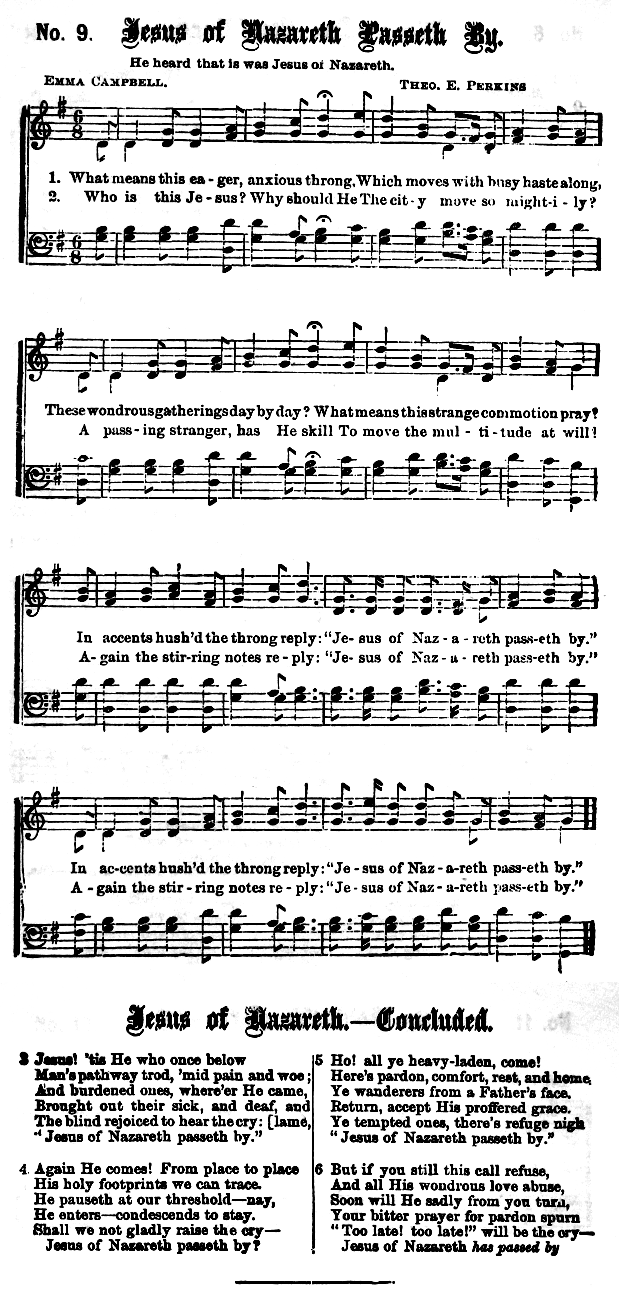 No. 9. Jesus of Nazareth Passeth By.
He heard that is was Jesus of Nazareth.
EMMA CAMPBELL. THEO. E. PERKINS
1. What means this ea - ger, anxious throng, Which moves with busy haste along,
2. Who is this Je - sus? Why should He The cit - y move so might - i - ly?
These wondrous gatherings day by day? What means this strange commotion pray?
A pass - ing stranger, has He skill To move the mul - ti - tude at will?
In accents hush'd the throng reply: "Je- sus of Naz - a - reth pass-eth by."
A- gain the stir-ring notes re - ply: "Je- sus of Naz - a - reth pass-eth by."
In ac-cents hush'd the throng reply: "Je - sus of Naz - a-reth pass-eth by."
A - gain the stir - ring notes re - ply: "Je - sus of Naz - a-reth pass-eth by."
Jesus of Nazareth.—Concluded.
3 Jesus! 'tis He who once below
Man's pathway trod, 'mid pain and woe;
And burdened ones, where'er He came,
Brought out their sick, and deaf, and
The blind rejoiced to hear the cry: [lame,
"Jesus of Nazareth passeth by."
4 Again He comes! From place to place
His holy footprints we can trace.
He pauseth at our threshold—nay,
He enters—condescends to stay.
Shall we not gladly raise the cry—
Jesus of Nazareth passeth by?
5 Ho! all ye heavy-laden, come!
Here's pardon, comfort, rest, and home,
Ye wanderers from a Father's face,
Return, accept His proffered grace.
Ye tempted ones, there's refuge nigh
"Jesus of Nazareth passeth by."
6 But if you still this call refuse,
And all His wondrous love abuse,
Soon will He sadly from you turn,
Your bitter prayer for pardon spurn
"Too late! too late!" will be the cry—
Jesus of Nazareth has passed by